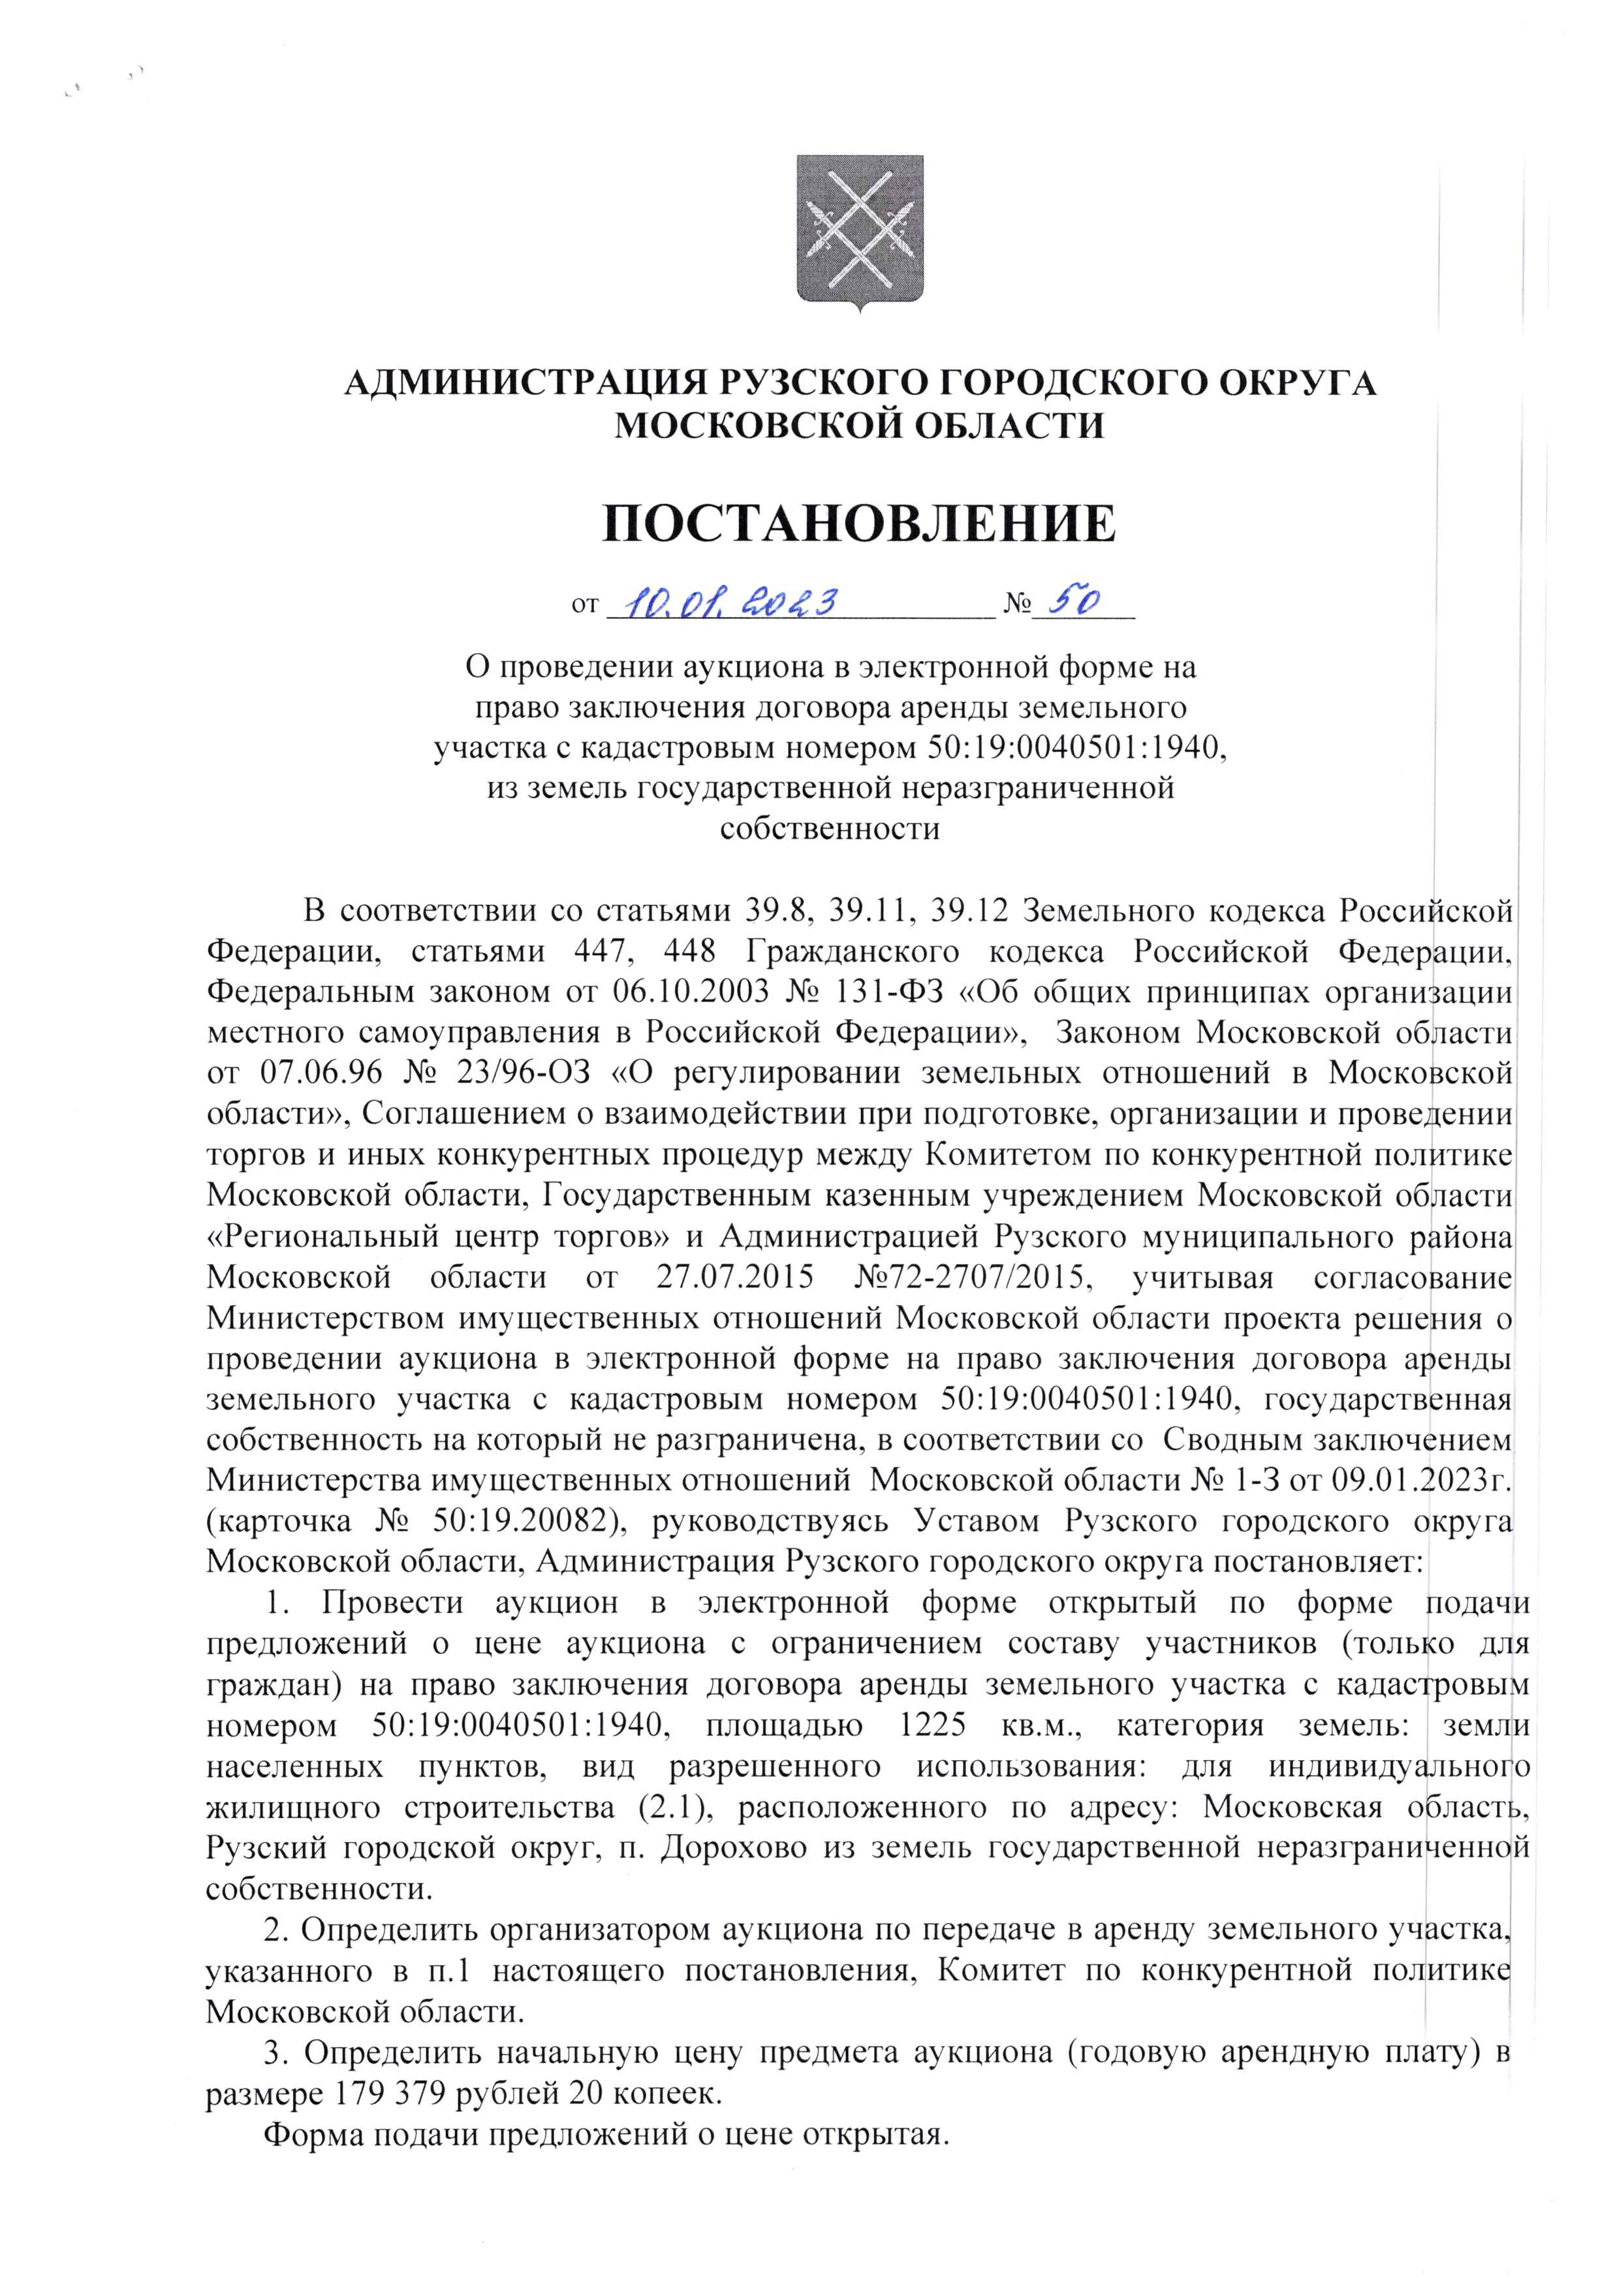 АДМИНИСТРАЦИЯ РУЗСКОГО ГОРОДСКОГО ОКРУГА
МОСКОВСКОЙ ОБЛАСТИ
ПОСТАНОВЛЕНИЕ
от 10.01.2023 № 50
О проведении аукциона в электронной форме на
право заключения договора аренды земельного
участка с кадастровым номером 50:19:0040501:1940,
из земель государственной неразграниченной
собственности
В соответствии со статьями 39.8, 39.11, 39.12 Земельного кодекса Российской
Федерации, статьями 447, 448 Гражданского кодекса Российской Федерации,
Федеральным законом от 06.10.2003 № 131-ФЗ «Об общих принципах организации
местного самоуправления в Российской Федерации», Законом Московской области
от 07.06.96 № 23/96-ОЗ «О регулировании земельных отношений в Московской
области», Соглашением о взаимодействии при подготовке, организации и проведении
торгов и иных конкурентных процедур между Комитетом по конкурентной политике
Московской области, Государственным казенным учреждением Московской области
«Региональный центр торгов» и Администрацией Рузского муниципального района
Московской области от 27.07.2015 №72-2707/2015, учитывая согласование
Министерством имущественных отношений Московской области проекта решения о
проведении аукциона в электронной форме на право заключения договора аренды
земельного участка с кадастровым номером 50:19:0040501:1940, государственная
собственность на который не разграничена, в соответствии со Сводным заключением
Министерства имущественных отношений Московской области № 1-З от 09.01.2023г.
(карточка № 50:19.20082), руководствуясь Уставом Рузского городского округа
Московской области, Администрация Рузского городского округа постановляет:
1. Провести аукцион в электронной форме открытый по форме подачи
предложений о цене аукциона с ограничением составу участников (только для
граждан) на право заключения договора аренды земельного участка с кадастровым
номером 50:19:0040501:1940, площадью 1225 кв.м., категория земель: земли
населенных пунктов, вид разрешенного использования: для индивидуального
жилищного строительства (2.1), расположенного по адресу: Московская область,
Рузский городской округ, п. Дорохово из земель государственной неразграниченной
собственности.
2. Определить организатором аукциона по передаче в аренду земельного участка,
указанного в п.1 настоящего постановления, Комитет по конкурентной политике
Московской области.
3. Определить начальную цену предмета аукциона (годовую арендную плату) в
размере 179 379 рублей 20 копеек.
Форма подачи предложений о цене открытая.